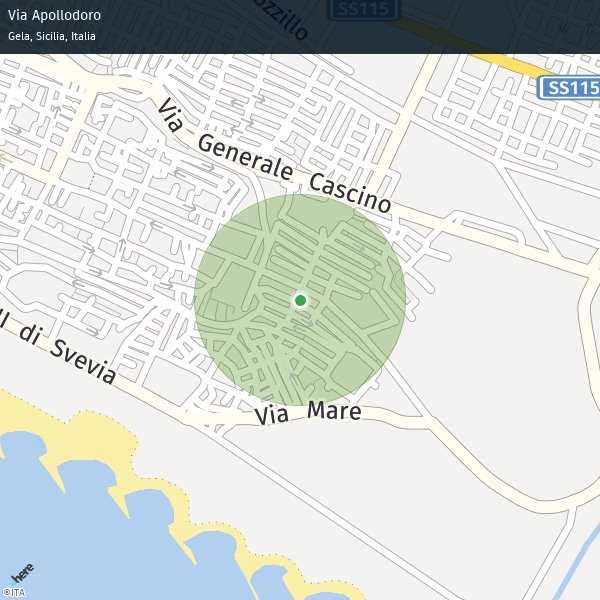 Via Apollodoro
Gela, Sicilia, Italia
ozzillo
SS115
SS115
Via Generale Cascino
II di Svevia
Via Mare
here
©ITA